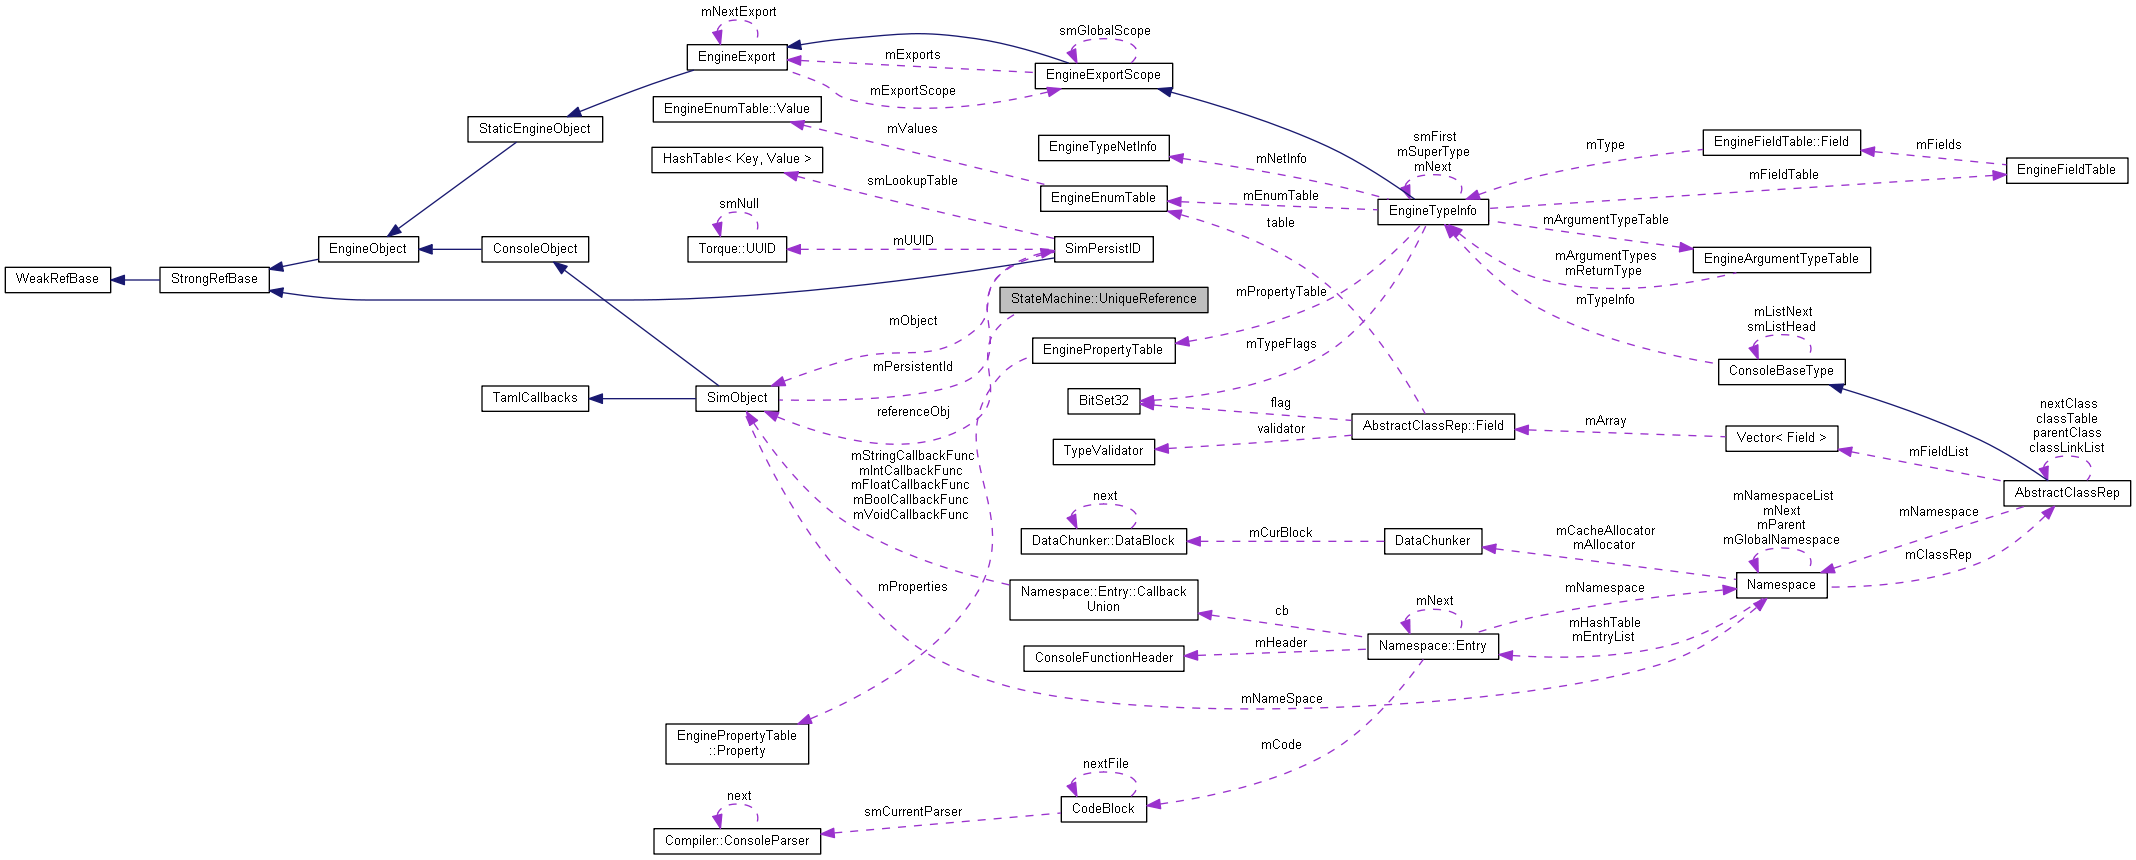 mNextExport
EngineExport
smGlobalScope
mExports
EngineExportScope
mExportScope
EngineEnumTable::Value
StaticEngineObject
mValues
HashTable< Key, Value >
EngineTypeNetInfo
mNetInfo
smFirst
mSuperType
mNext
mType
EngineFieldTable::Field
mFields
EngineFieldTable
mFieldTable
smLookupTable
EngineEnumTable
mEnumTable
table
EngineTypeInfo
mArgumentTypeTable
smNull
Torque::UUID
mUUID
SimPersistID
EngineObject
ConsoleObject
mArgumentTypes
mReturnType
EngineArgumentTypeTable
WeakRefBase
StrongRefBase
StateMachine::UniqueReference
mPropertyTable
mTypeInfo
mObject
EnginePropertyTable
mTypeFlags
mListNext
smListHead
ConsoleBaseType
mPersistentId
TamlCallbacks
SimObject
referenceObj
BitSet32
flag
validator
TypeValidator
AbstractClassRep::Field
mArray
Vector< Field >
mFieldList
nextClass
classTable
parentClass
classLinkList
AbstractClassRep
mStringCallbackFunc
mIntCallbackFunc
mFloatCallbackFunc
mBoolCallbackFunc
mVoidCallbackFunc
next
DataChunker::DataBlock
mCurBlock
DataChunker
mCacheAllocator
mAllocator
mNamespaceList
mNext
mParent
mGlobalNamespace
Namespace
mNamespace
mClassRep
mProperties
Namespace::Entry::Callback
Union
cb
mNext
mNamespace
mHashTable
mEntryList
mHeader
Namespace::Entry
ConsoleFunctionHeader
mNameSpace
EnginePropertyTable
::Property
mCode
nextFile
CodeBlock
smCurrentParser
next
Compiler::ConsoleParser